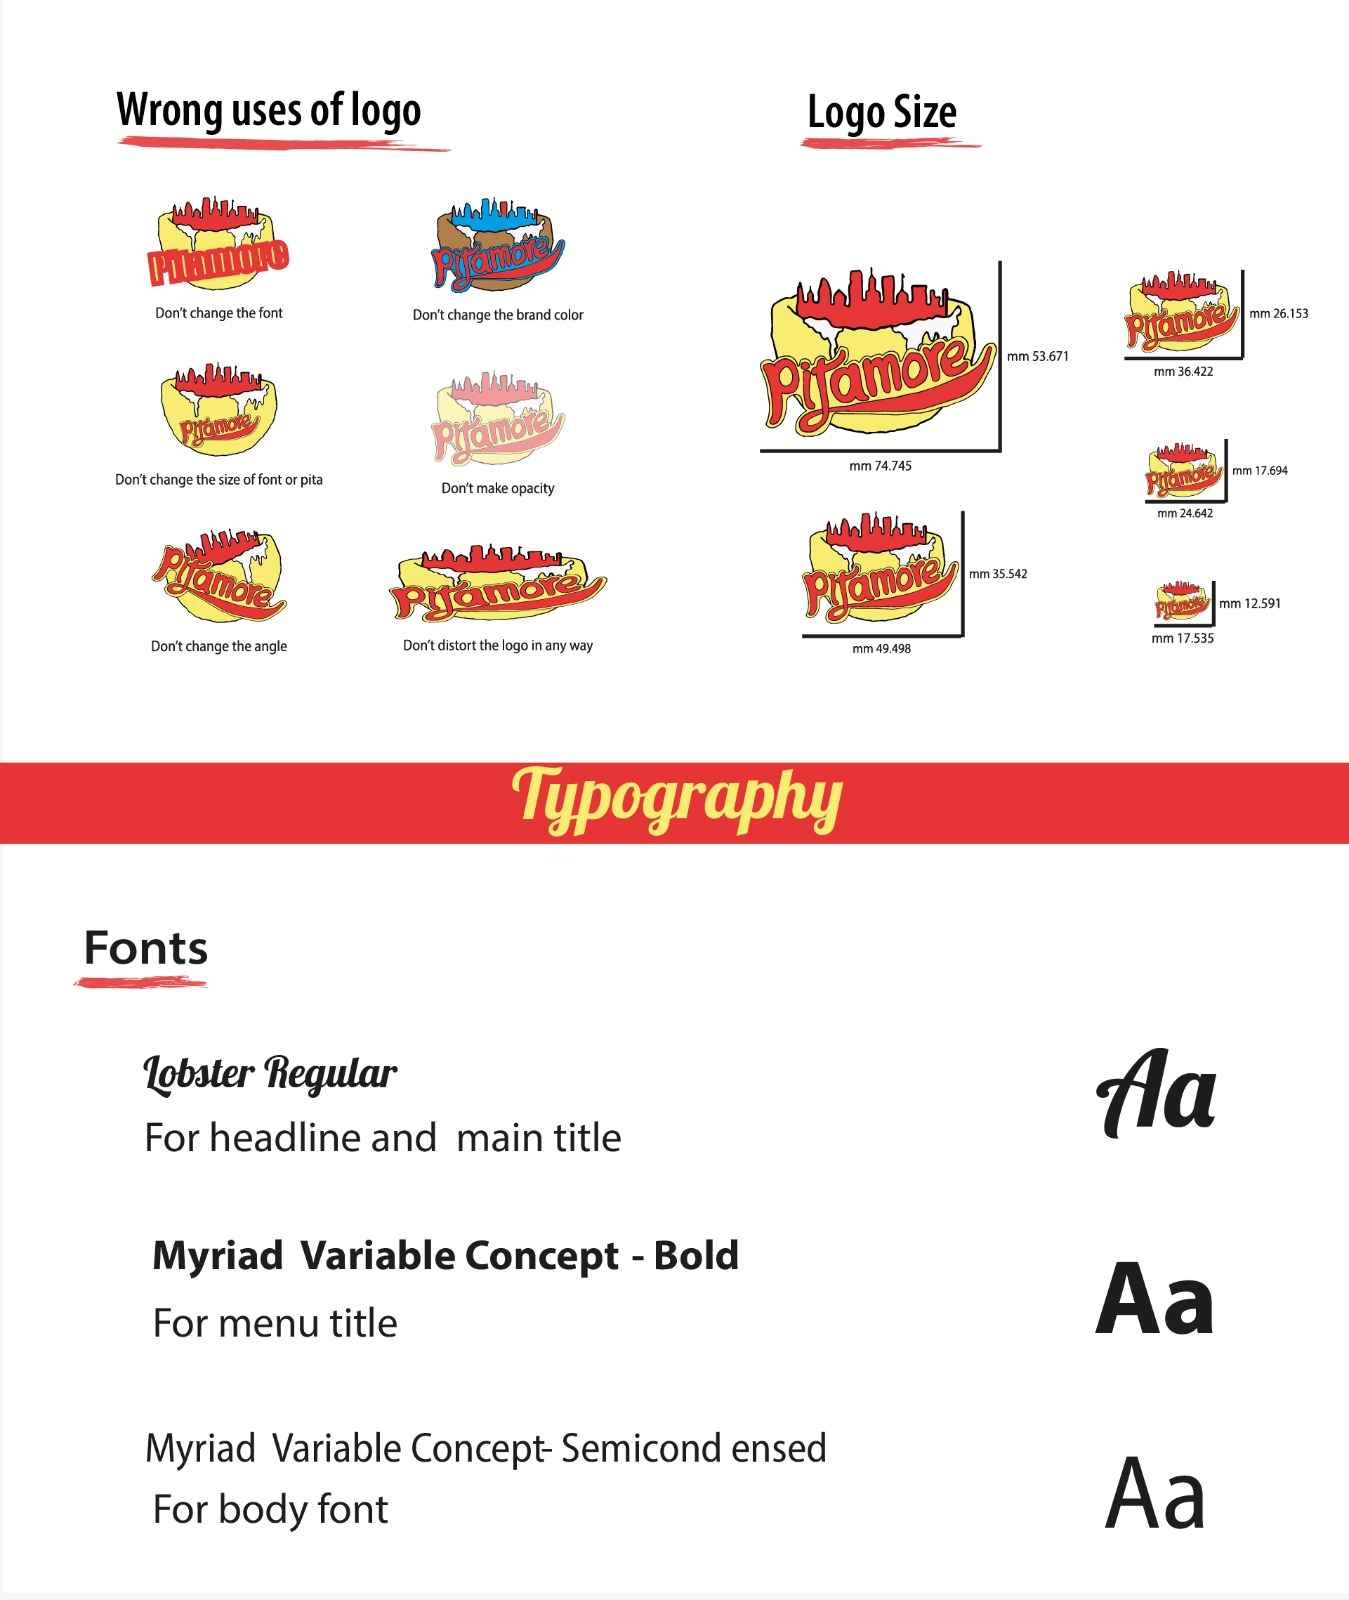 Wrong uses of logo
Pitamore
Don't change the font
Pitamore
Don't change the brand color
Pitamore
Don't change the size of font or pita
Pitamore
Don't make opacity
Pitamore
Don't change the angle
Pitamore
Don't distort the logo in any way
Logo Size
Pitamore
mm 53.671
mm 74.745
Pitamore
mm 26.153
mm 36.422
Pitamore
mm 17.694
mm 24.642
Pitamore
mm 35.542
mm 49.498
Pitamore
mm 12.591
mm 17.535
Typography
Fonts
Lobster Regular
Aa
For headline and  main title
Myriad  Variable Concept - Bold
Aa
For menu title
Myriad  Variable Concept- Semicond ensed
Aa
For body font